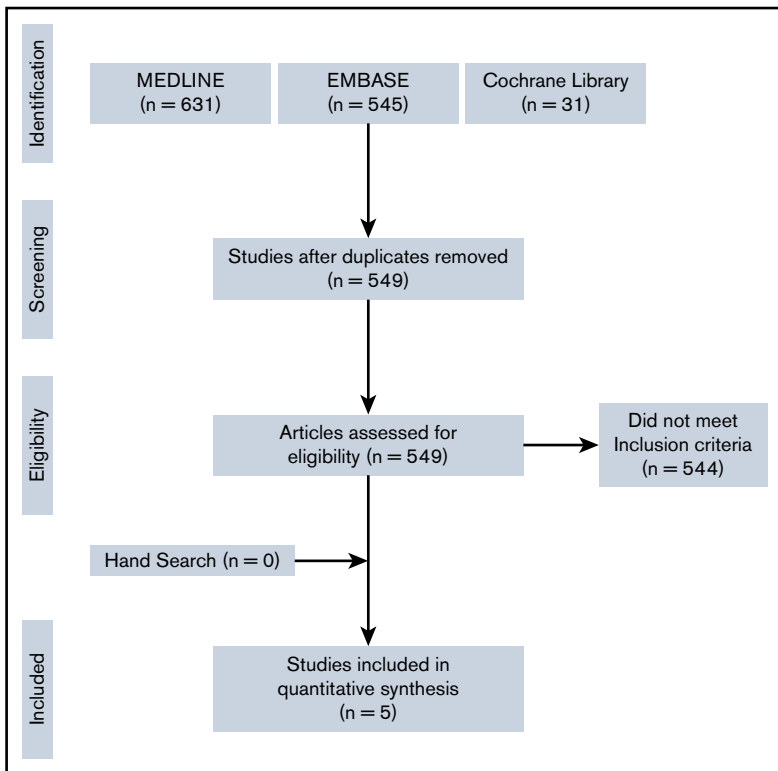 Identification
MEDLINE
(n = 631)
EMBASE
(n = 545)
Cochrane Library
(n = 31)
Screening
Studies after duplicates removed
(n = 549)
Eligibility
Articles assessed for
eligibility (n = 549)
Did not meet
Inclusion criteria
(n = 544)
Hand Search (n = 0)
Included
Studies included in
quantitative synthesis
(n = 5)